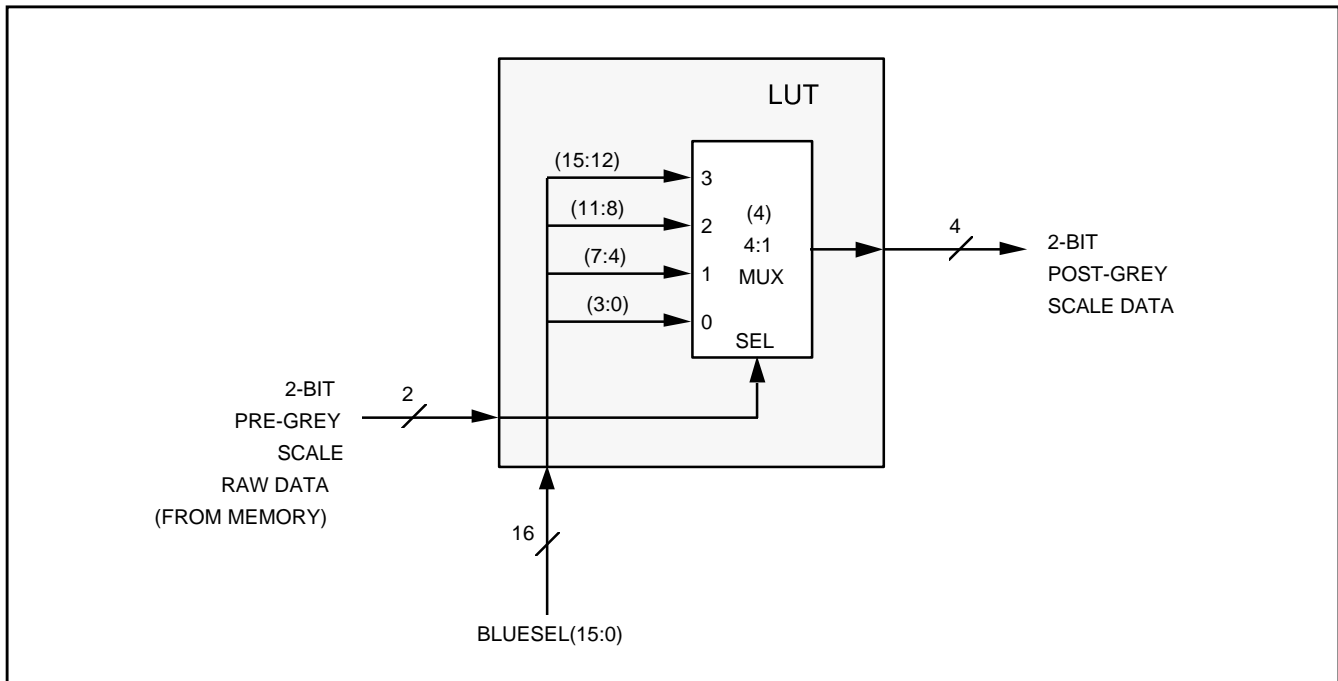 LUT
(15:12)
3
(11:8)
2
(4)
(7:4)
1
4:1
MUX
(3:0)
0
SEL
4
2-BIT
POST-GREY
SCALE DATA
2-BIT
PRE-GREY
SCALE
RAW DATA
(FROM MEMORY)
2
16
BLUESEL(15:0)